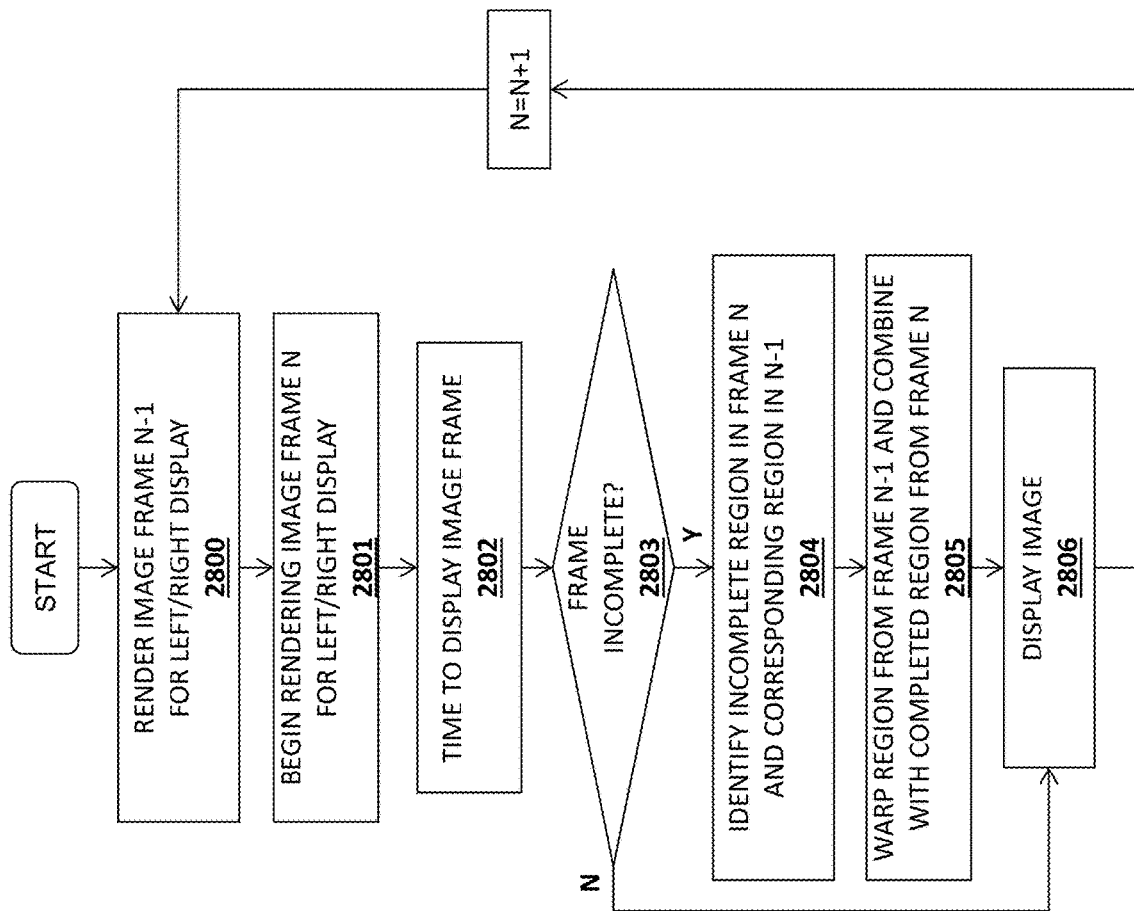 START
RENDER IMAGE FRAME N-1
FOR LEFT/RIGHT DISPLAY
2800
BEGIN RENDERING IMAGE FRAME N
FOR LEFT/RIGHT DISPLAY
2801
TIME TO DISPLAY IMAGE FRAME
2802
FRAME
INCOMPLETE?
2803
N
Y
IDENTIFY INCOMPLETE REGION IN FRAME N
AND CORRESPONDING REGION IN N-1
2804
WARP REGION FROM FRAME N-1 AND COMBINE
WITH COMPLETED REGION FROM FRAME N
2805
DISPLAY IMAGE
2806
N=N+1